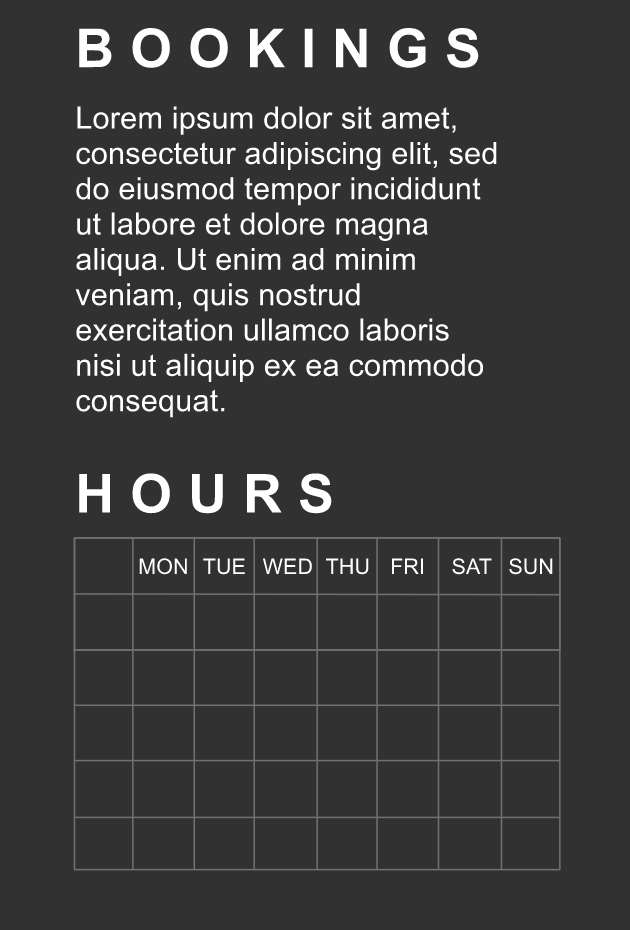 BOOKINGS
Lorem ipsum dolor sit amet,
consectetur adipiscing elit, sed
do eiusmod tempor incididunt
ut labore et dolore magna
aliqua. Ut enim ad minim
veniam, quis nostrud
exercitation ullamco laboris
nisi ut aliquip ex ea commodo
consequat.
HOURS
MON TUE WED THU FRI SAT SUN